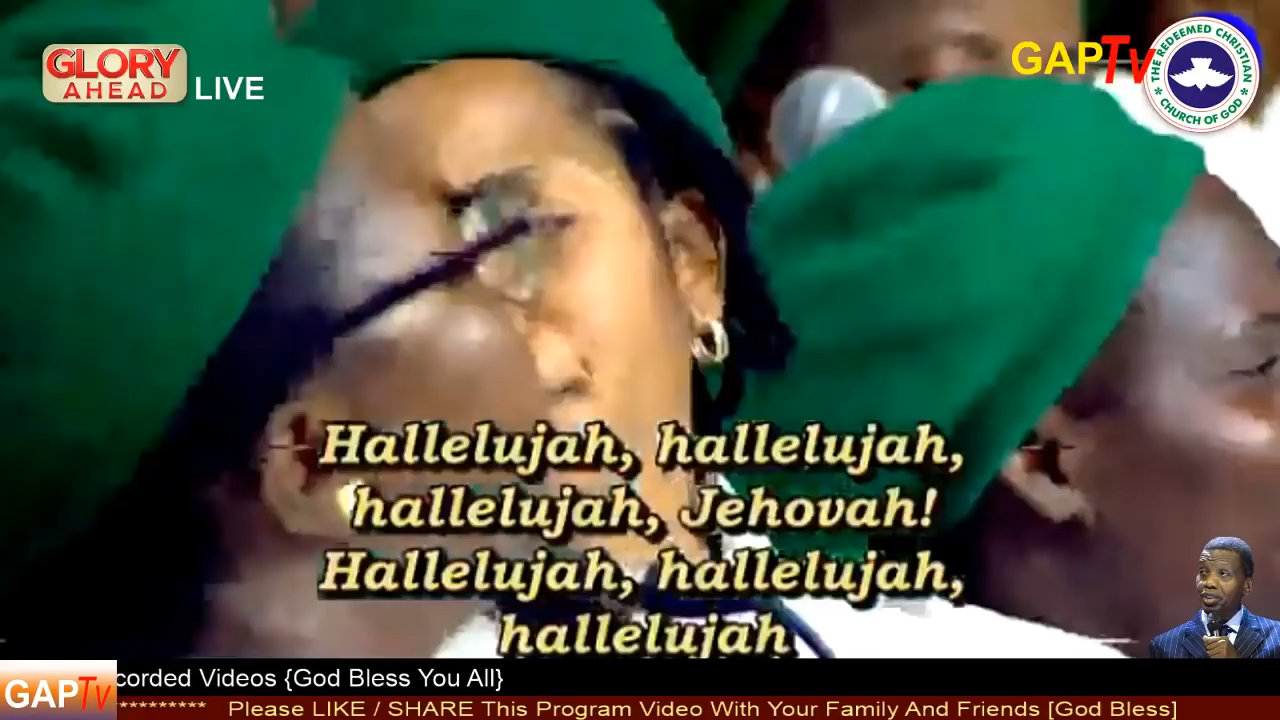 GLORY
AHEAD
LIVE
GAPTv
THE REDEEMED CHRISTIAN
CHURCH OF GOD
Hallelujah, hallelujah,
hallelujah, Jehovah!
Hallelujah, hallelujah,
hallelujah
GAPTv
corded Videos {God Bless You All}
********* Please LIKE / SHARE This Program Video With Your Family And Friends [God Bless]